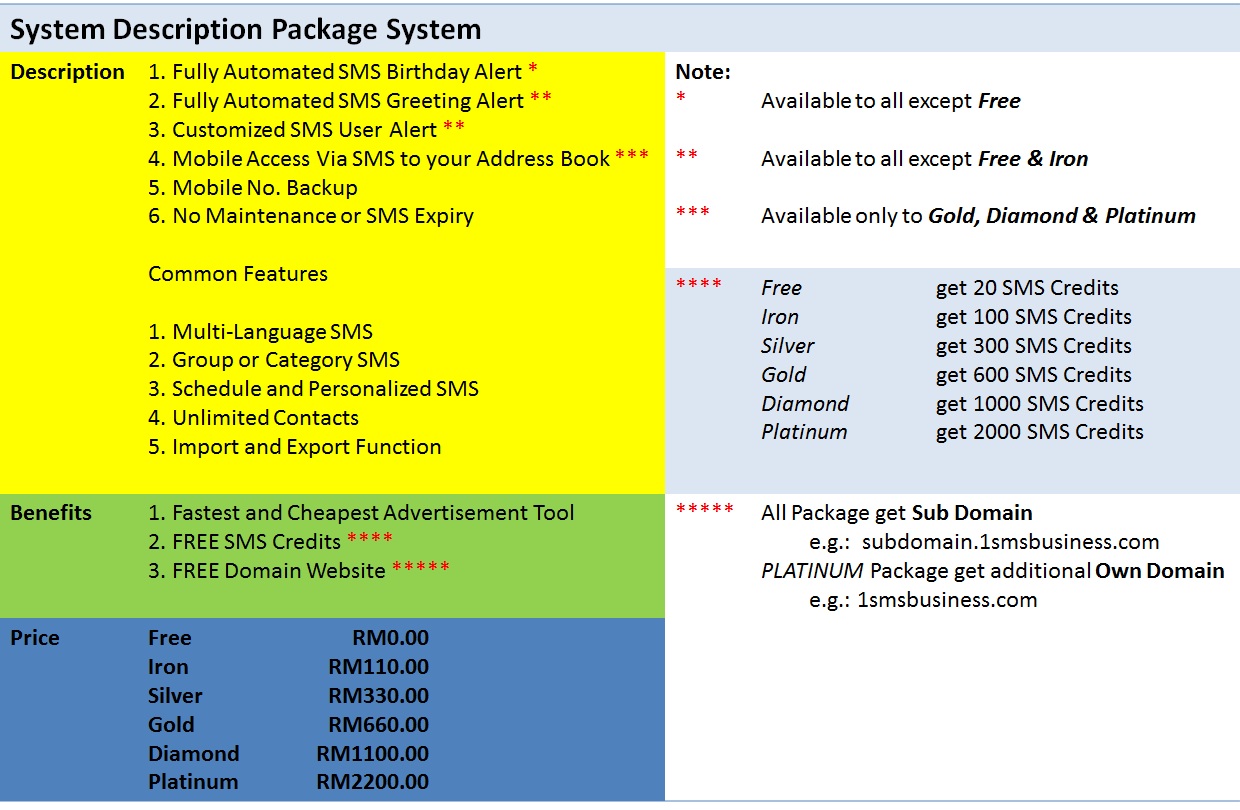 System Description Package System
Description
1. Fully Automated SMS Birthday Alert *
2. Fully Automated SMS Greeting Alert **
3. Customized SMS User Alert **
4. Mobile Access Via SMS to your Address Book ***
5. Mobile No. Backup
6. No Maintenance or SMS Expiry
Common Features
1. Multi-Language SMS
2. Group or Category SMS
3. Schedule and Personalized SMS
4. Unlimited Contacts
5. Import and Export Function
Note:
* Available to all except Free
** Available to all except Free & Iron
*** Available only to Gold, Diamond & Platinum
**** Free get 20 SMS Credits
Iron get 100 SMS Credits
Silver get 300 SMS Credits
Gold get 600 SMS Credits
Diamond get 1000 SMS Credits
Platinum get 2000 SMS Credits
Benefits
1. Fastest and Cheapest Advertisement Tool
2. FREE SMS Credits ****
3. FREE Domain Website *****
***** All Package get Sub Domain
e.g.: subdomain.1smsbusiness.com
PLATINUM Package get additional Own Domain
e.g.: 1smsbusiness.com
Price
Free RM0.00
Iron RM110.00
Silver RM330.00
Gold RM660.00
Diamond RM1100.00
Platinum RM2200.00